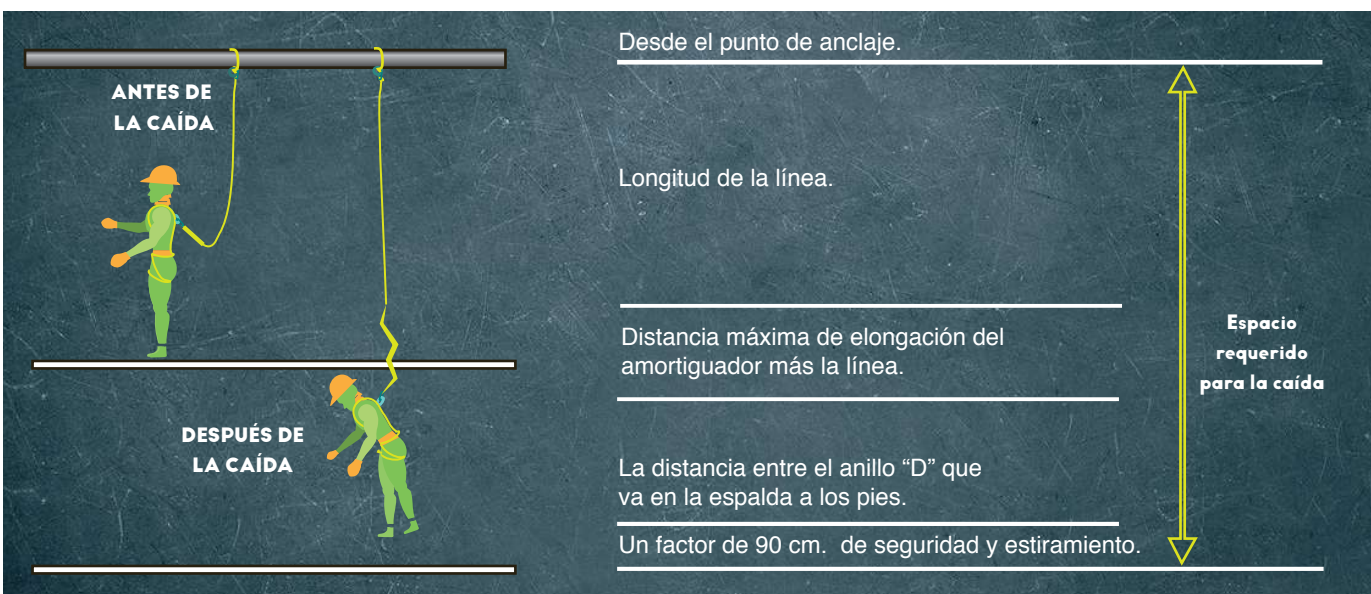 Desde el punto de anclaje.
ANTES DE
LA CAÍDA
Longitud de la línea.
Distancia máxima de elongación del
amortiguador más la línea.
Espacio
requerido
para la caída
DESPUÉS DE
LA CAÍDA
La distancia entre el anillo “D” que
va en la espalda a los pies.
Un factor de 90 cm. de seguridad y estiramiento.